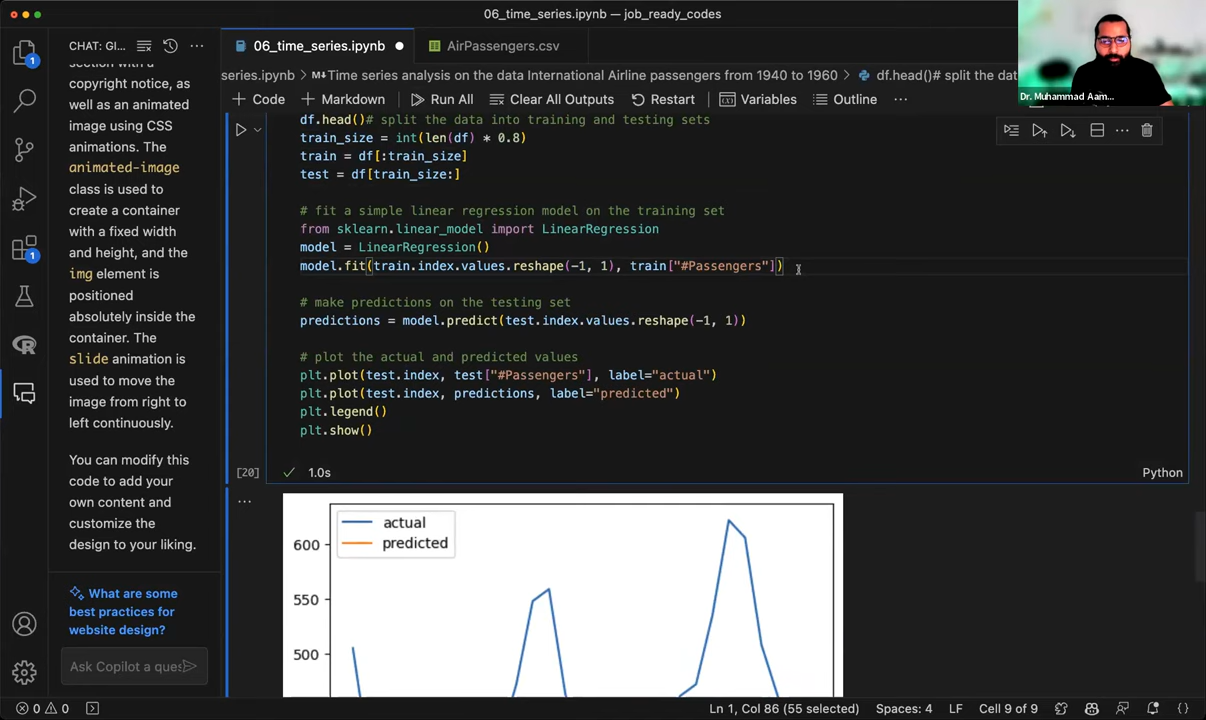 06_time_series.ipynb — job_ready_codes
CHAT: GI...
06_time_series.ipynb
AirPassengers.csv
series.ipynb > Time series analysis on the data International Airline passengers from 1940 to 1960 > df.head()# split the dat
Dr. Muhammad Aam...
+ Code + Markdown Run All Clear All Outputs Restart Variables Outline ...
copyright notice, as
well as an animated
image using CSS
animations. The
animated-image
class is used to
create a container
with a fixed width
and height, and the
img element is
positioned
absolutely inside the
container. The
slide animation is
used to move the
image from right to
left continuously.
You can modify this
code to add your
own content and
customize the
design to your liking.
What are some
best practices for
website design?
Ask Copilot a ques
df.head()# split the data into training and testing sets
train_size = int(len(df) * 0.8)
train = df[:train_size]
test = df[train_size:]
# fit a simple linear regression model on the training set
from sklearn.linear_model import LinearRegression
model = LinearRegression()
model.fit(train.index.values.reshape(-1, 1), train["#Passengers"])
# make predictions on the testing set
predictions = model.predict(test.index.values.reshape(-1, 1))
# plot the actual and predicted values
plt.plot(test.index, test["#Passengers"], label="actual")
plt.plot(test.index, predictions, label="predicted")
plt.legend()
plt.show()
[20] 1.0s Python
actual
predicted
600
550
500
0 0 Ln 1, Col 86 (55 selected) Spaces: 4 LF Cell 9 of 9
1
1